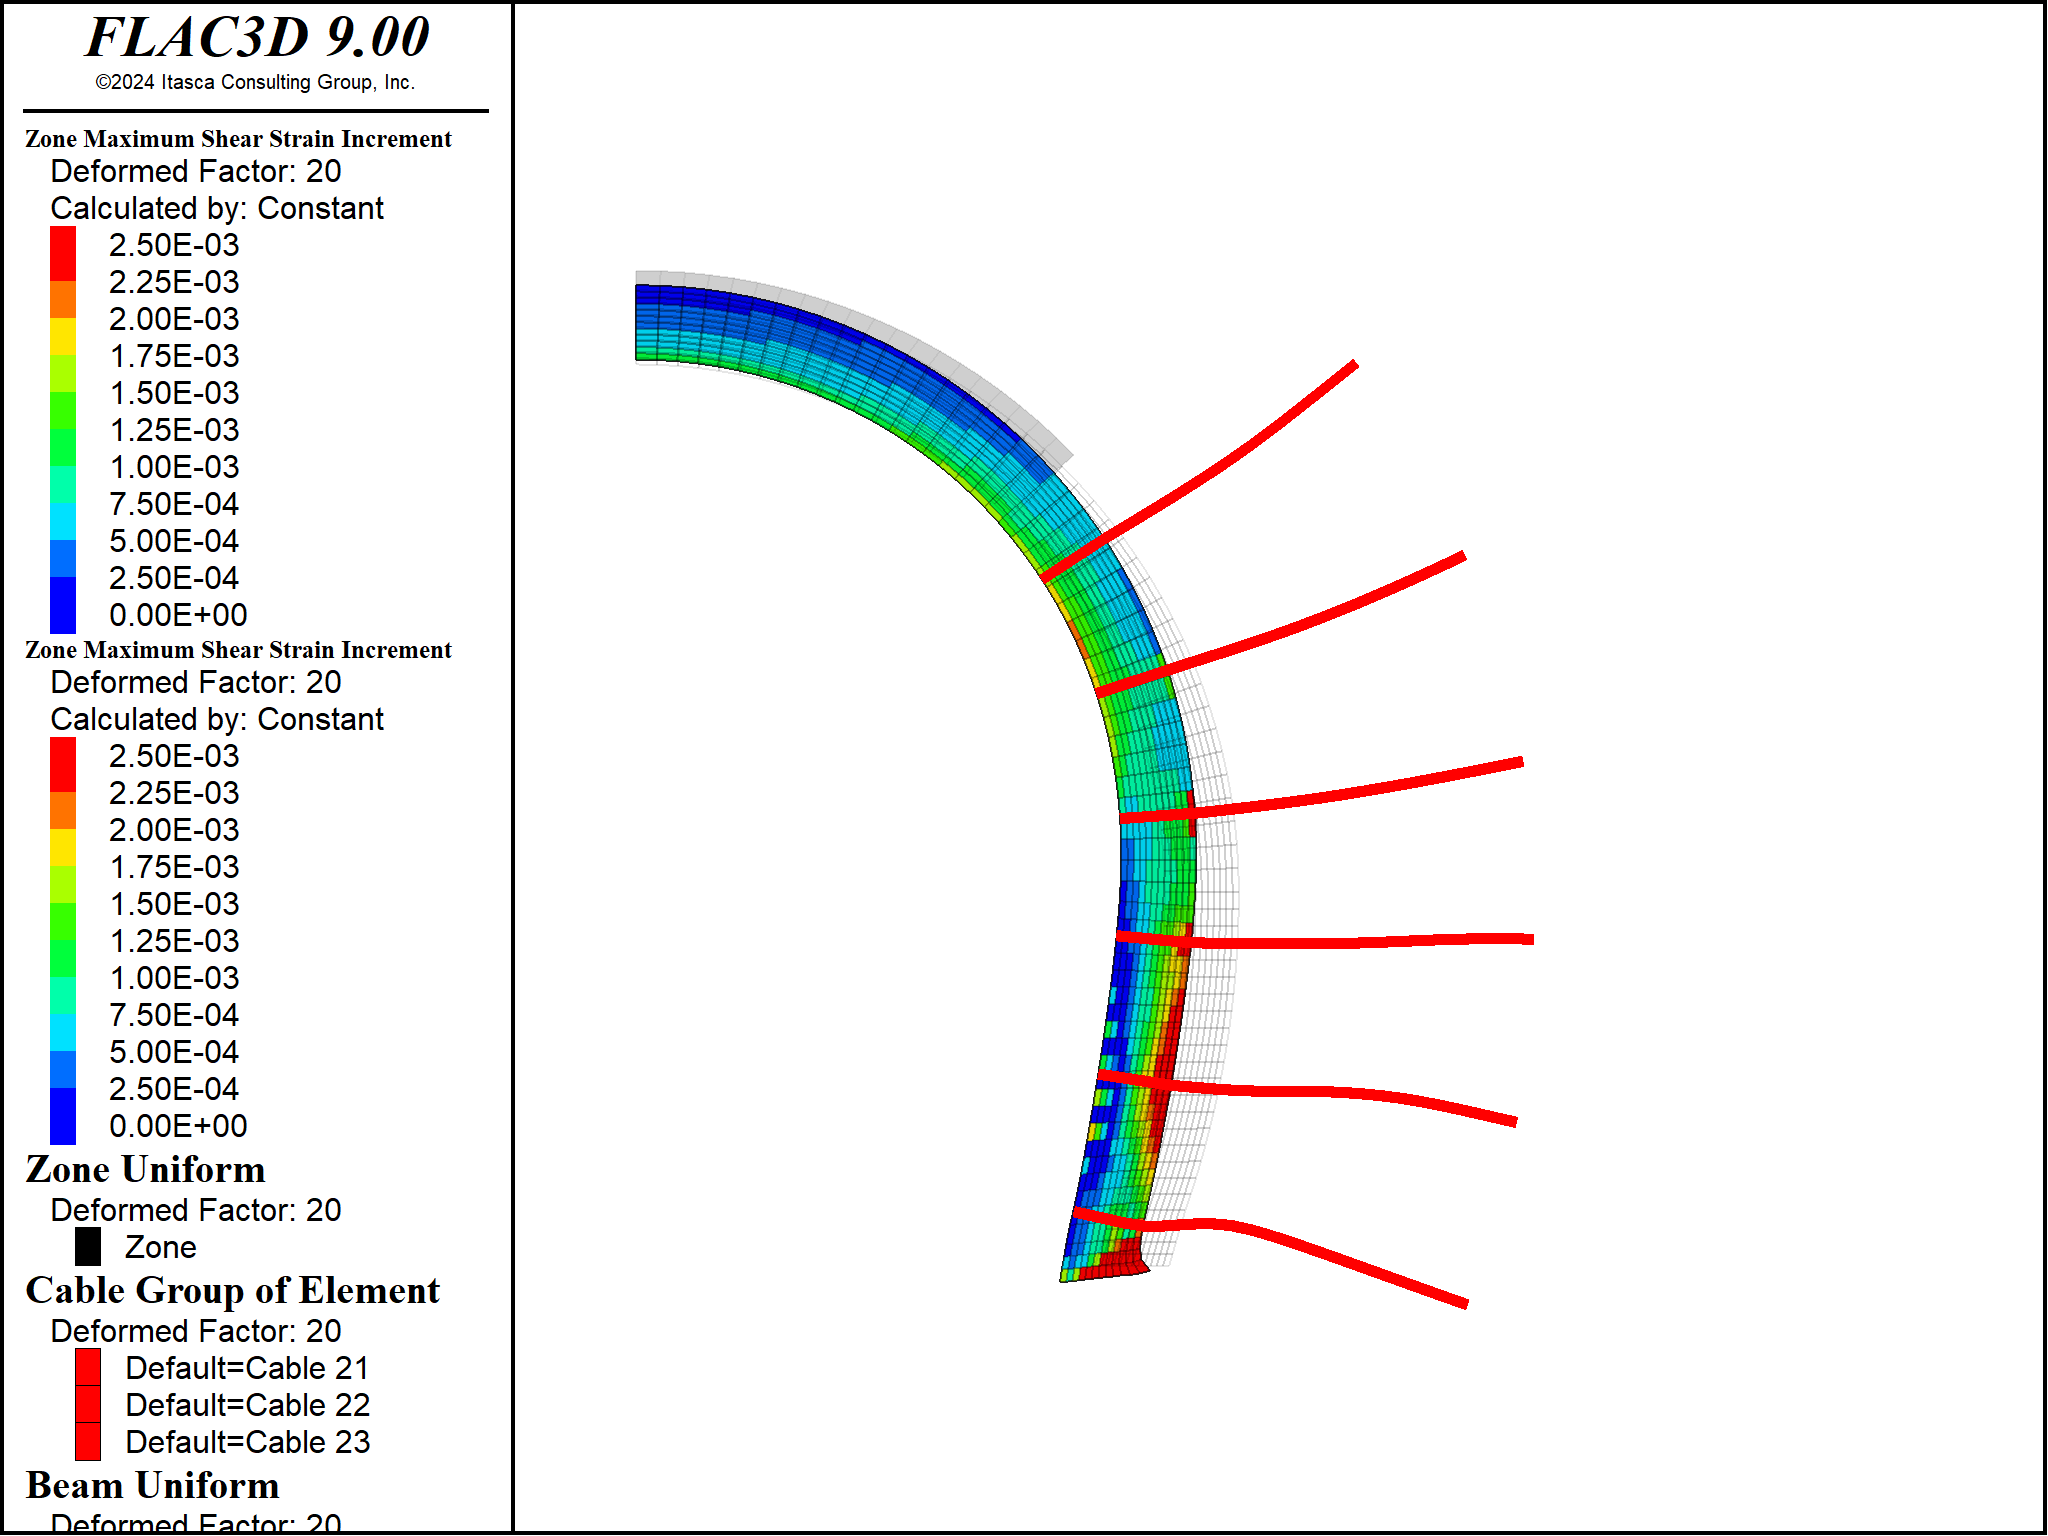 FLAC3D 9.00
©2024 Itasca Consulting Group, Inc.
Zone Maximum Shear Strain Increment
Deformed Factor: 20
Calculated by: Constant
2.50E-03
2.25E-03
2.00E-03
1.75E-03
1.50E-03
1.25E-03
1.00E-03
7.50E-04
5.00E-04
2.50E-04
0.00E+00
Zone Maximum Shear Strain Increment
Deformed Factor: 20
Calculated by: Constant
2.50E-03
2.25E-03
2.00E-03
1.75E-03
1.50E-03
1.25E-03
1.00E-03
7.50E-04
5.00E-04
2.50E-04
0.00E+00
Zone Uniform
Deformed Factor: 20
Zone
Cable Group of Element
Deformed Factor: 20
Default=Cable 21
Default=Cable 22
Default=Cable 23
Beam Uniform
Deformed Factor: 20